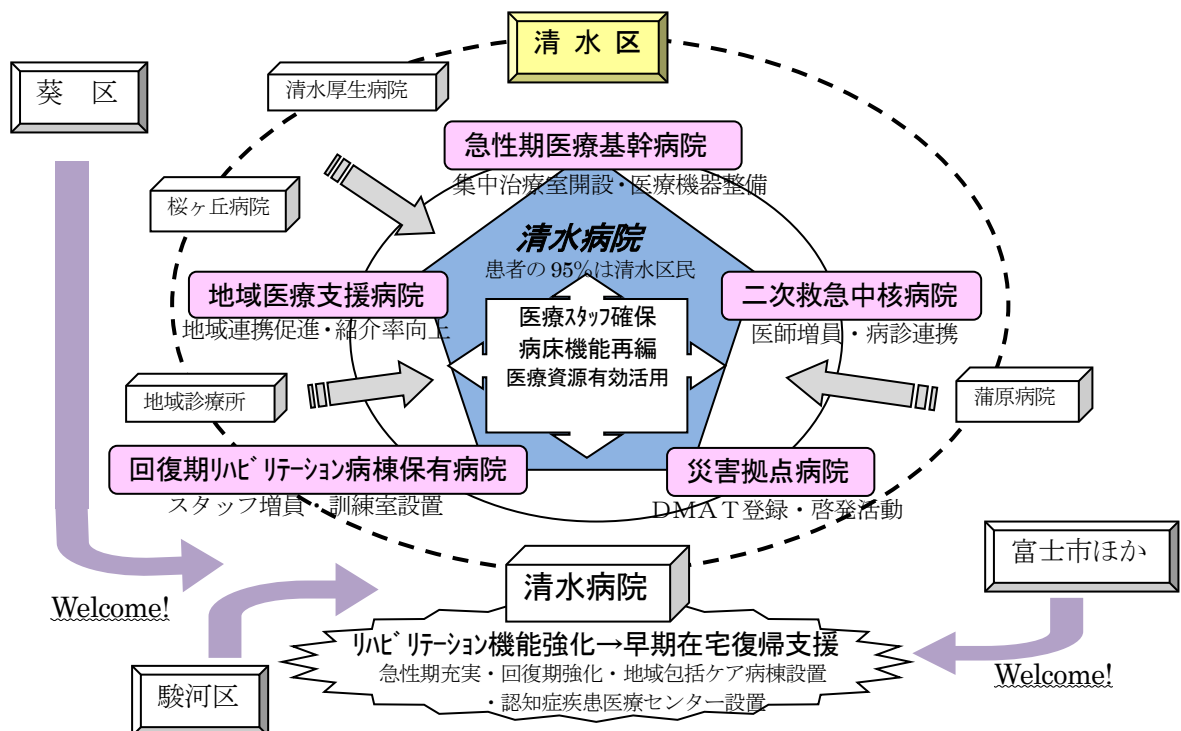 清 水 区
葵　区
清水厚生病院
急性期医療基幹病院
集中治療室開設・医療機器整備
桜ヶ丘病院
清水病院
患者の 95％は清水区民
地域医療支援病院
地域連携促進・紹介率向上
二次救急中核病院
医師増員・病診連携
医療ｽﾀｯﾌ確保
病床機能再編
医療資源有効活用
地域診療所
蒲原病院
回復期ﾘﾊﾋﾞﾘﾃｰｼｮﾝ病棟保有病院
スタッフ増員・訓練室設置
災害拠点病院
DMAT登録・啓発活動
富士市ほか
清水病院
Welcome!
ﾘﾊﾋﾞﾘﾃｰｼｮﾝ機能強化→早期在宅復帰支援
急性期充実・回復期強化・地域包括ケア病棟設置
・認知症疾患医療センター設置
Welcome!
駿河区